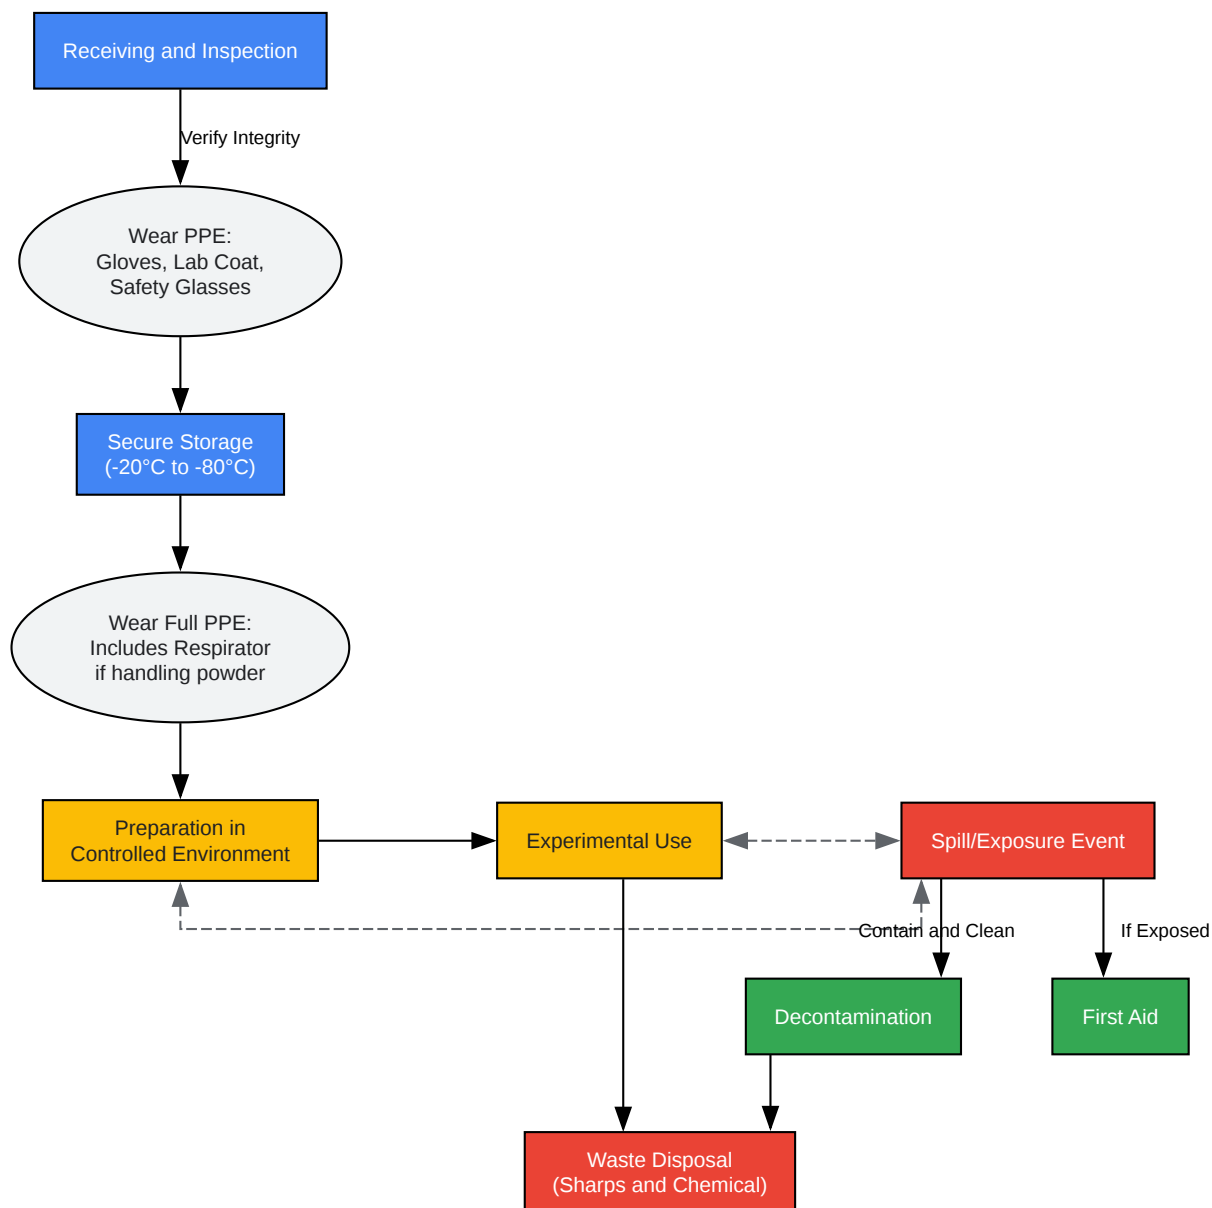 Receiving and Inspection
Verify Integrity
Wear PPE:
Gloves, Lab Coat,
Safety Glasses
Secure Storage
(-20°C to -80°C)
Wear Full PPE:
Includes Respirator
if handling powder
Preparation in
Controlled Environment
Experimental Use
Spill/Exposure Event
Contain and Clean
If Exposed
Decontamination
First Aid
Waste Disposal
(Sharps and Chemical)